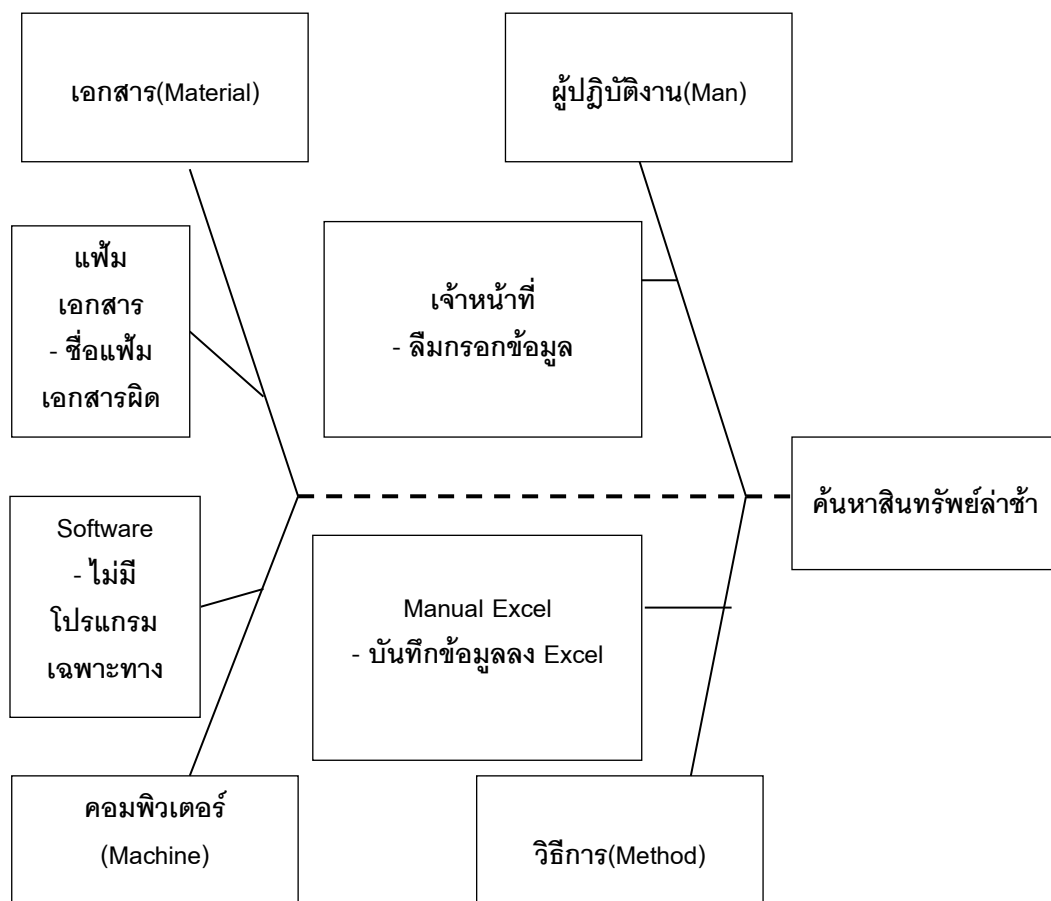 เอกสาร(Material)
ผู้ปฏิบัติงาน(Man)
แฟ้ม
เอกสาร
- ชื่อแฟ้ม
เอกสารผิด
เจ้าหน้าที่
- ลืมกรอกข้อมูล
ค้นหาสินทรัพย์ล่าช้า
Software
- ไม่มี
โปรแกรม
เฉพาะทาง
Manual Excel
- บันทึกข้อมูลลง Excel
คอมพิวเตอร์
(Machine)
วิธีการ(Method)